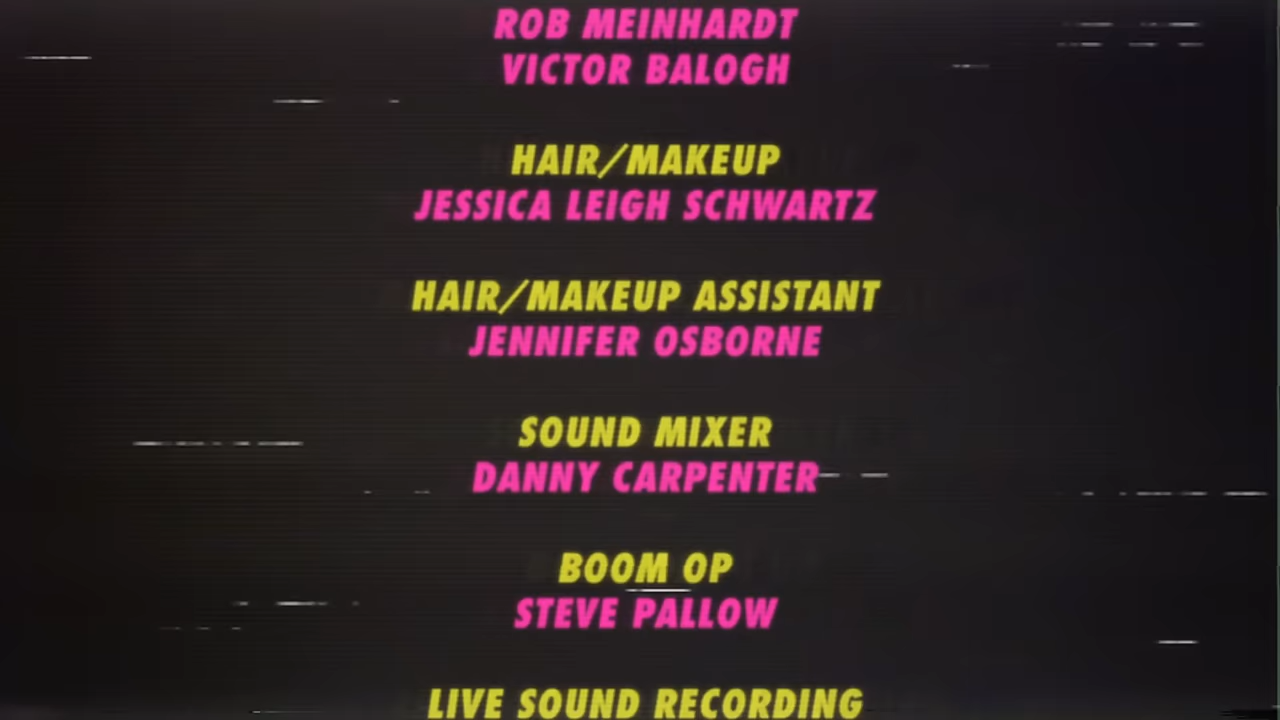 ROB MEINHARDT
VICTOR BALOGH
HAIR/MAKEUP
JESSICA LEIGH SCHWARTZ
HAIR/MAKEUP ASSISTANT
JENNIFER OSBORNE
SOUND MIXER
DANNY CARPENTER
BOOM OP
STEVE PALLOW
LIVE SOUND RECORDING